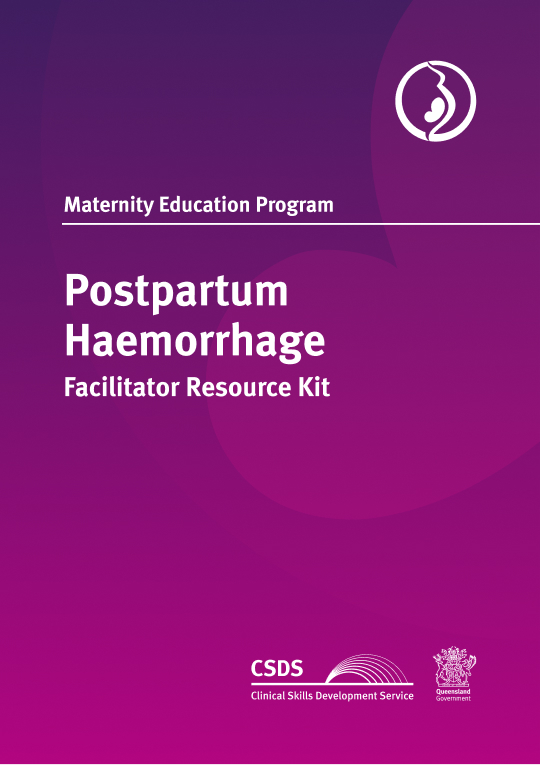 Maternity Education Program
Postpartum
Haemorrhage
Facilitator Resource Kit
CSDS
Clinical Skills Development Service
Queensland
Government